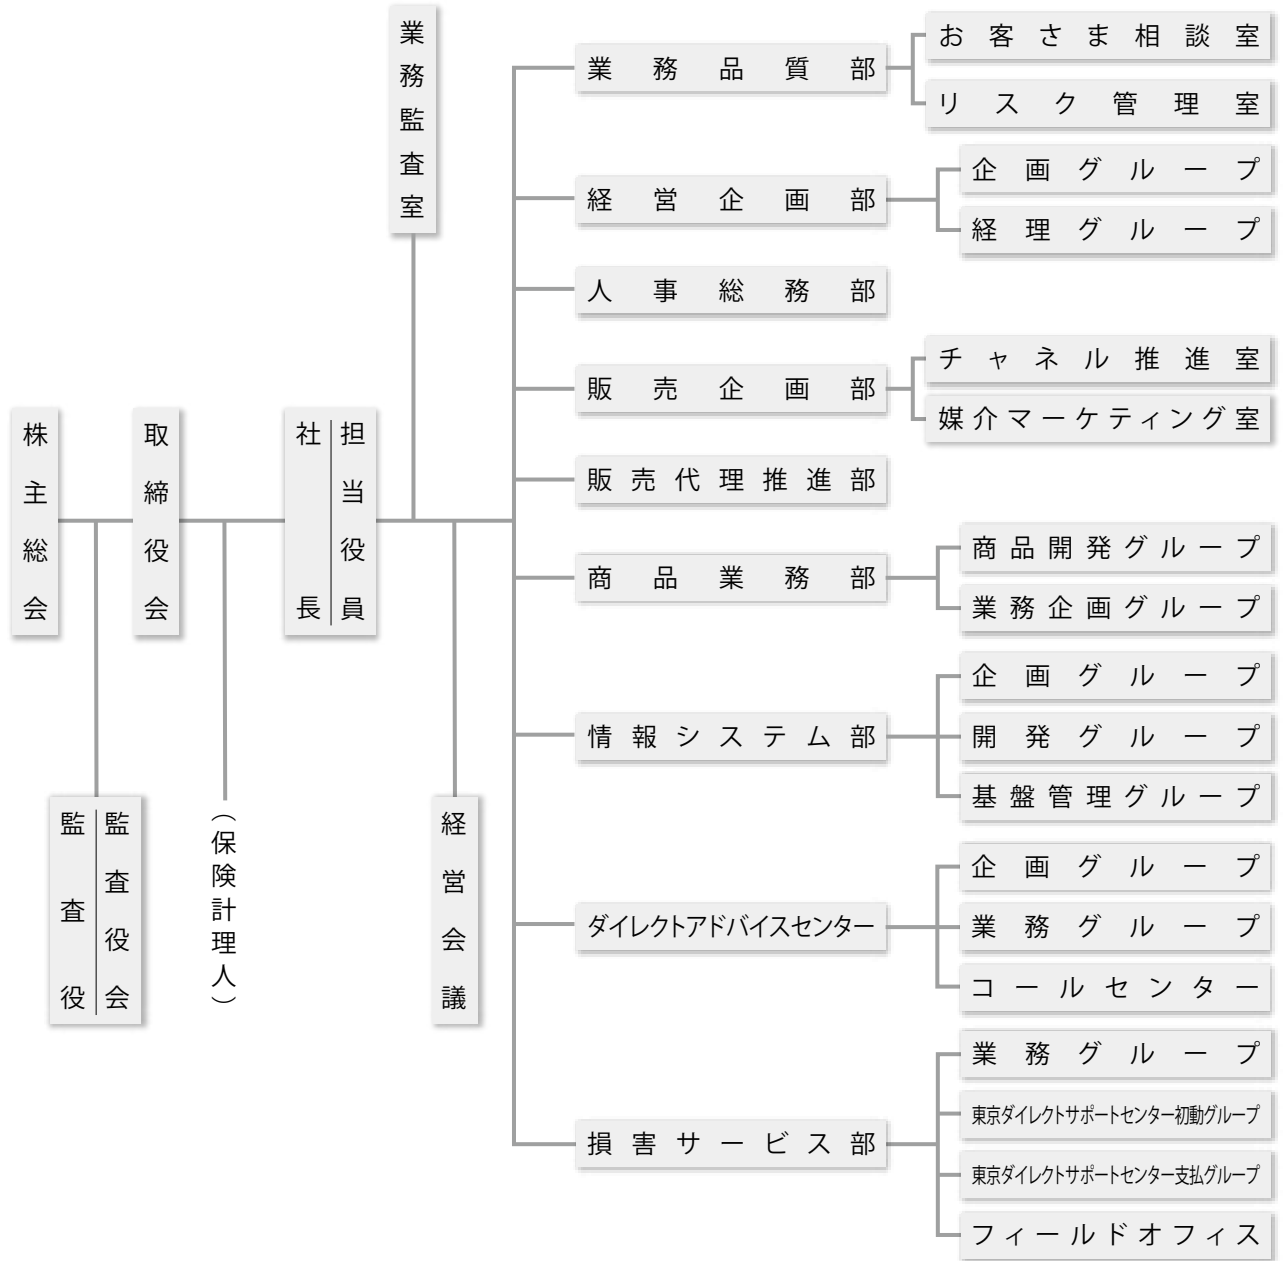 株主総会
取締役会
社長
担当役員
監査役
監査役会
（保険計理人）
業務監査室
経営会議
業務品質部
お客さま相談室
リスク管理室
経営企画部
企画グループ
経理グループ
人事総務部
販売企画部
チャネル推進室
媒介マーケティング室
販売代理推進部
商品業務部
商品開発グループ
業務企画グループ
情報システム部
企画グループ
開発グループ
基盤管理グループ
ダイレクトアドバイスセンター
企画グループ
業務グループ
コールセンター
損害サービス部
業務グループ
東京ダイレクトサポートセンター初動グループ
東京ダイレクトサポートセンター支払グループ
フィールドオフィス